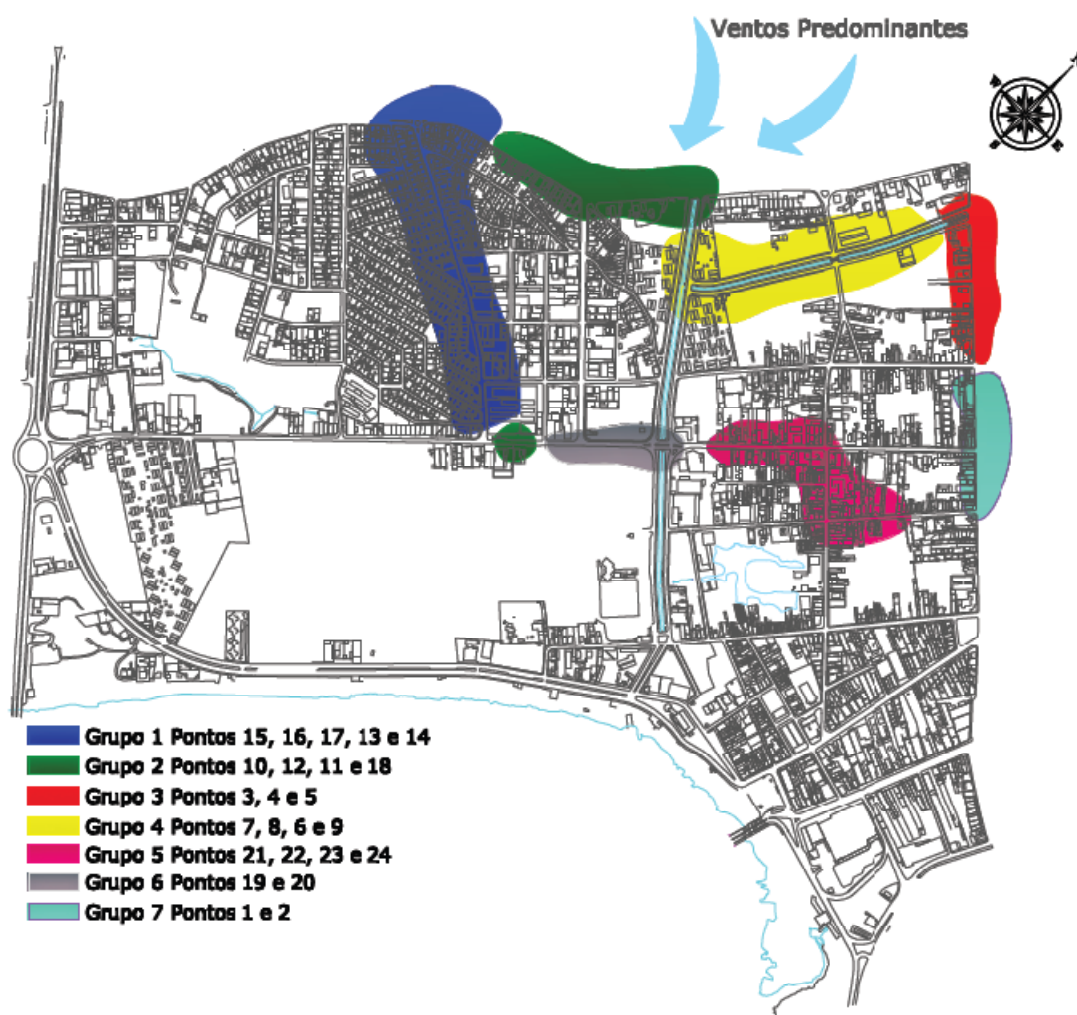 Ventos Predominantes
Grupo 1 Pontos 15, 16, 17, 13 e 14
Grupo 2 Pontos 10, 12, 11 e 18
Grupo 3 Pontos 3, 4 e 5
Grupo 4 Pontos 7, 8, 6 e 9
Grupo 5 Pontos 21, 22, 23 e 24
Grupo 6 Pontos 19 e 20
Grupo 7 Pontos 1 e 2